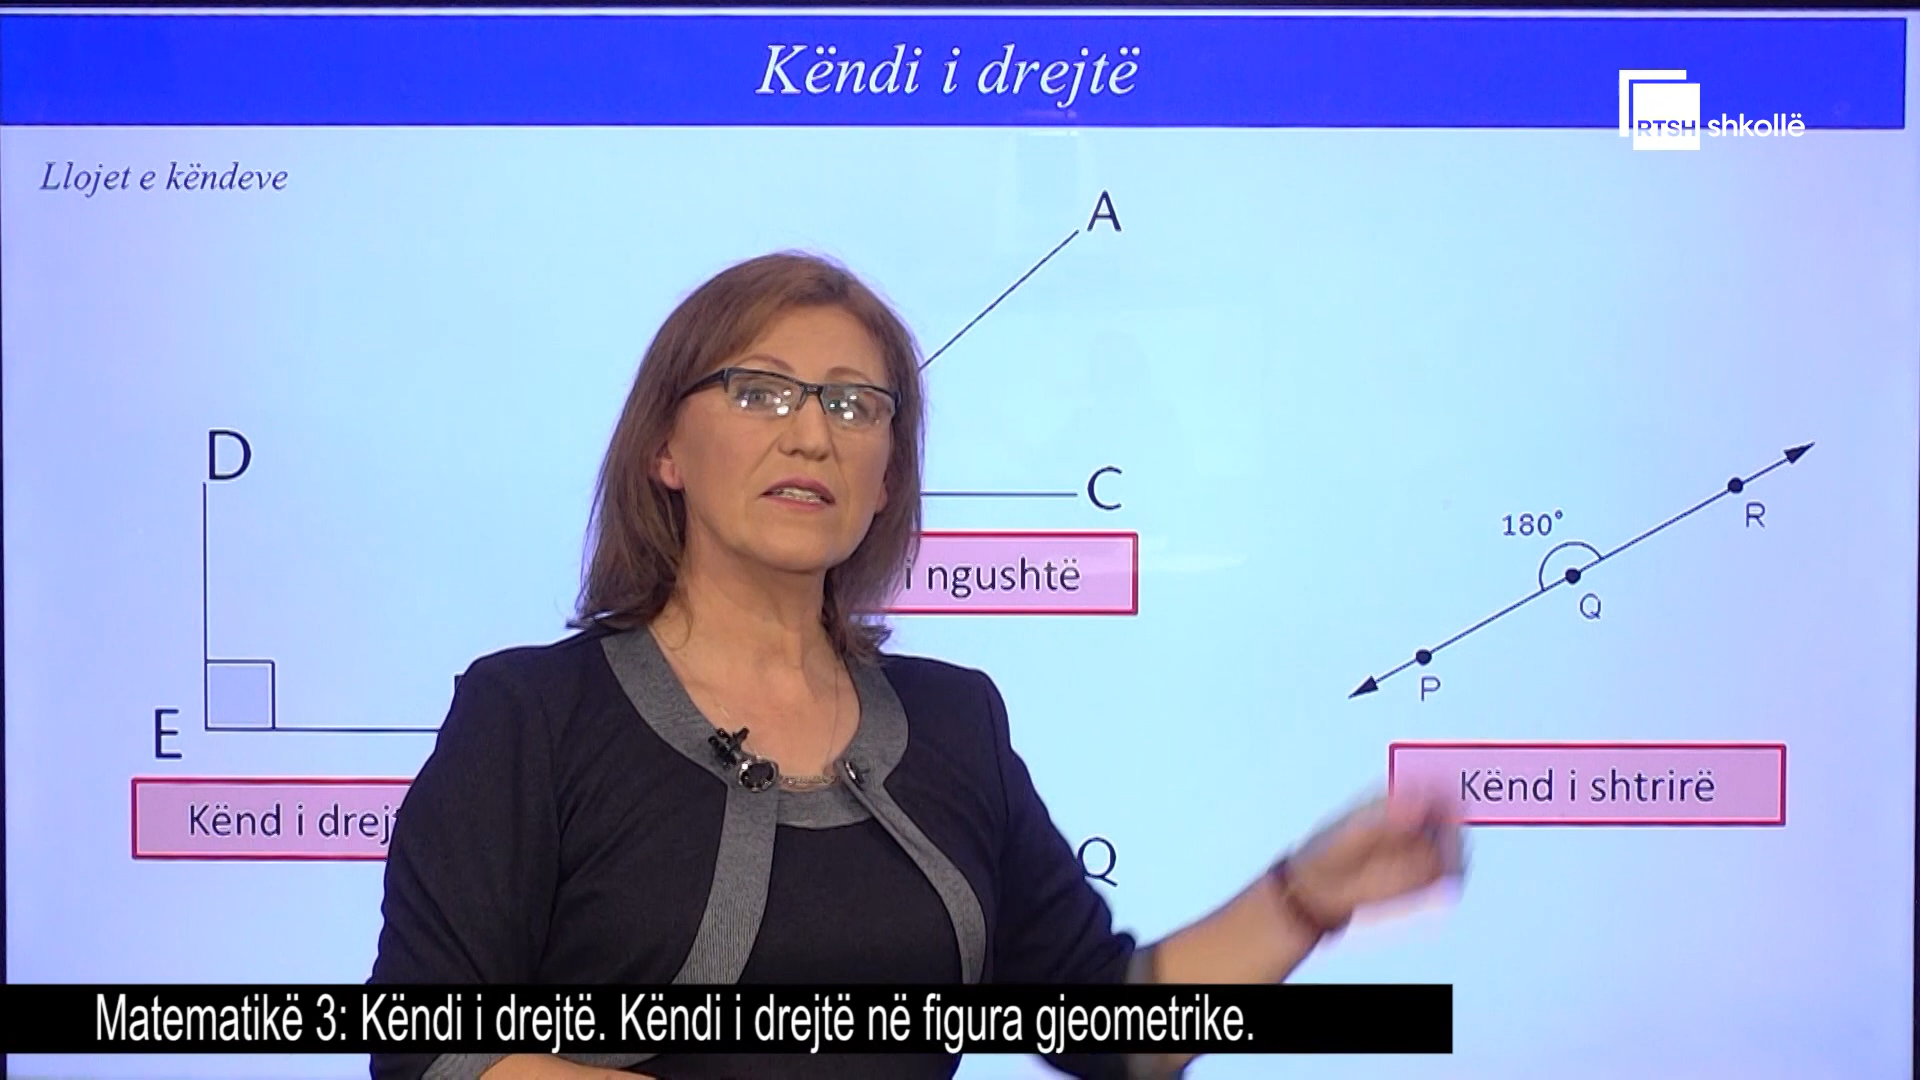 Këndi i drejtë
RTSH shkollë
Llojet e këndeve
A
D
C
i ngushtë
180°
R
Q
P
E
Kënd i shtrirë
Kënd i
Q
Matematikë 3: Këndi i drejtë. Këndi i drejtë në figura gjeometrike.